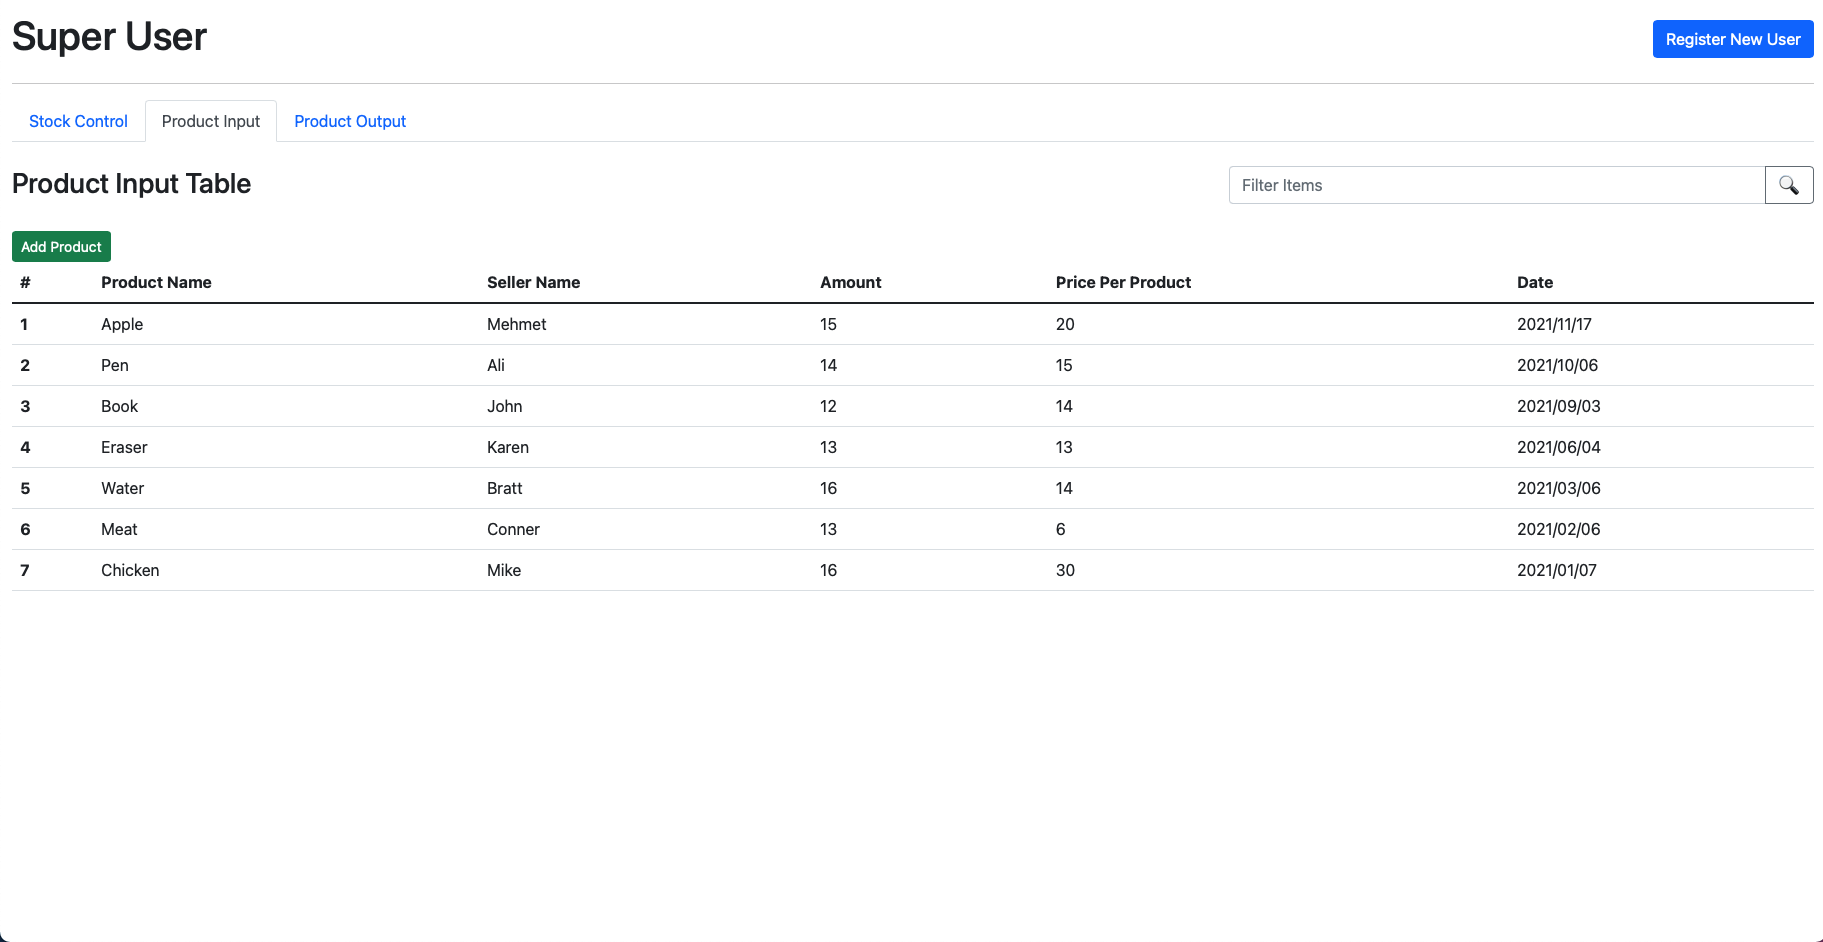 Super User
Register New User
Stock Control Product Input Product Output
Product Input Table
Filter Items
Add Product
# Product Name Seller Name Amount Price Per Product Date
1 Apple Mehmet 15 20 2021/11/17
2 Pen Ali 14 15 2021/10/06
3 Book John 12 14 2021/09/03
4 Eraser Karen 13 13 2021/06/04
5 Water Bratt 16 14 2021/03/06
6 Meat Conner 13 6 2021/02/06
7 Chicken Mike 16 30 2021/01/07